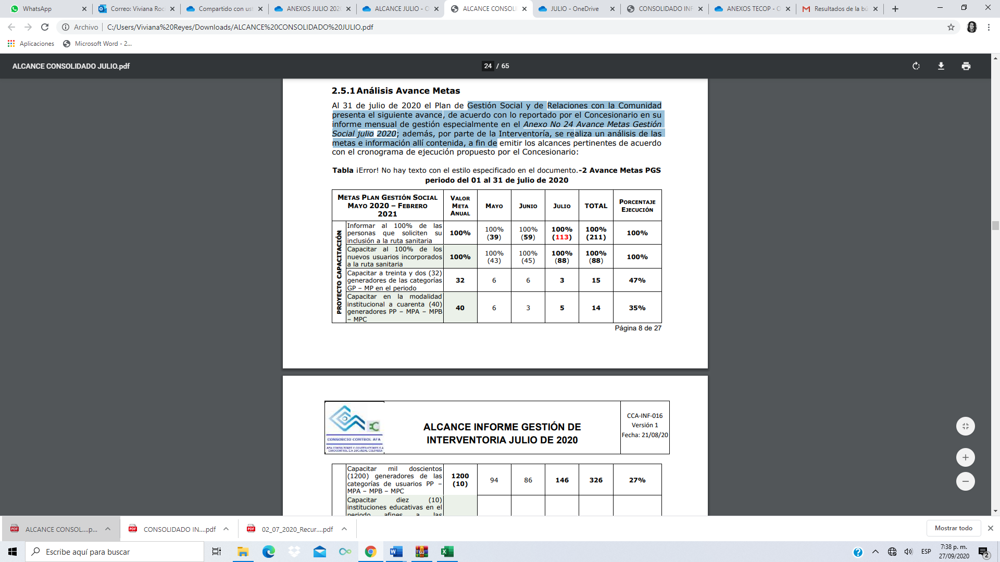 WhatsApp
Correo: Viviana Roc
Compartido con ust
ANEXOS JULIO 2020
ALCANCE JULIO - O
ALCANCE CONSOLI
JULIO - OneDrive
CONSOLIDADO INF
ANEXOS TECOP - O
Resultados de la bú
Archivo
C:/Users/Viviana%20Reyes/Downloads/ALCANCE%20CONSOLIDADO%20JULIO.pdf
Aplicaciones
Microsoft Word - 2...
ALCANCE CONSOLIDADO JULIO.pdf
24 / 65
2.5.1 Análisis Avance Metas
Al 31 de julio de 2020 el Plan de Gestión Social y de Relaciones con la Comunidad
presenta el siguiente avance, de acuerdo con lo reportado por el Concesionario en su
informe mensual de gestión especialmente en el Anexo No 24 Avance Metas Gestión
Social julio 2020; además, por parte de la Interventoría, se realiza un análisis de las
metas e información allí contenida, a fin de emitir los alcances pertinentes de acuerdo
con el cronograma de ejecución propuesto por el Concesionario:
Tabla ¡Error! No hay texto con el estilo especificado en el documento.-2 Avance Metas PGS
periodo del 01 al 31 de julio de 2020
METAS PLAN GESTIÓN SOCIAL
MAYO 2020 – FEBRERO
2021
VALOR
META
ANUAL
MAYO
JUNIO
JULIO
TOTAL
PORCENTAJE
EJECUCIÓN
PROYECTO CAPACITACIÓN
Informar al 100% de las
personas que soliciten su
inclusión a la ruta sanitaria
100%
100%
(39)
100%
(59)
100%
(113)
100%
(211)
100%
Capacitar al 100% de los
nuevos usuarios incorporados
a la ruta sanitaria
100%
100%
(43)
100%
(45)
100%
(88)
100%
(88)
100%
Capacitar a treinta y dos (32)
generadores de las categorías
GP – MP en el periodo
32
6
6
3
15
47%
Capacitar en la modalidad
institucional a cuarenta (40)
generadores PP – MPA – MPB
– MPC
40
6
3
5
14
35%
Página 8 de 27
CONSORCIO CONTROL AFA
AFA CONSULTORES Y CONSTRUCTORES S.A
EUROCONTROL S.A SUCURSAL COLOMBIA
ALCANCE INFORME GESTIÓN DE
INTERVENTORIA JULIO DE 2020
CCA-INF-016
Versión 1
Fecha: 21/08/20
Capacitar mil doscientos
(1200) generadores de las
categorías de usuarios PP –
MPA – MPB – MPC
1200
(10)
94
86
146
326
27%
Capacitar diez (10)
instituciones educativas en el
periodo afines a las
ALCANCE CONSOL....p...
CONSOLIDADO IN....pdf
02_07_2020_Recur....pdf
Mostrar todo
Escribe aquí para buscar
ESP
7:38 p. m.
27/09/2020
2